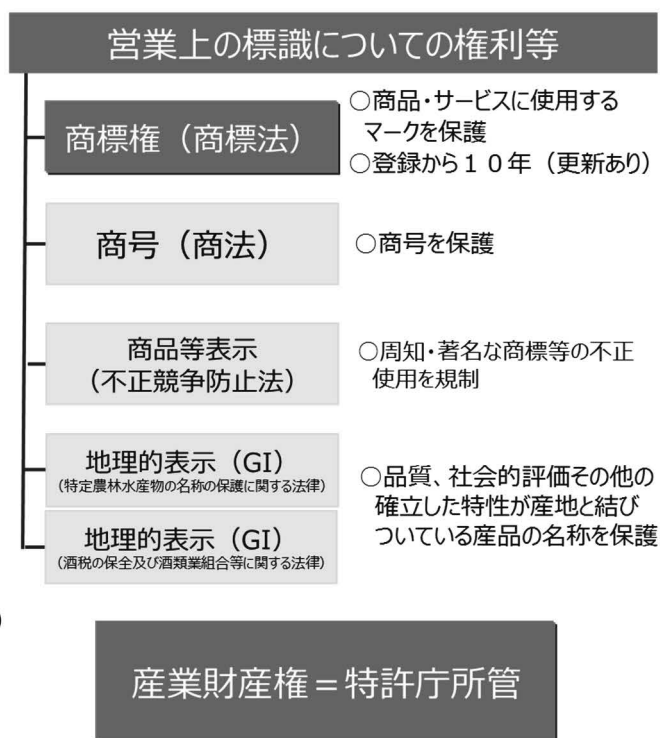 営業上の標識についての権利等
商標権（商標法）
○商品・サービスに使用する
マークを保護
○登録から１０年（更新あり）
商号（商法）
○商号を保護
商品等表示
（不正競争防止法）
○周知・著名な商標等の不正
使用を規制
地理的表示（GI）
（特定農林水産物の名称の保護に関する法律）
地理的表示（GI）
（酒税の保全及び酒類業組合等に関する法律）
○品質、社会的評価その他の
確立した特性が産地と結び
ついている産品の名称を保護
）
産業財産権＝特許庁所管